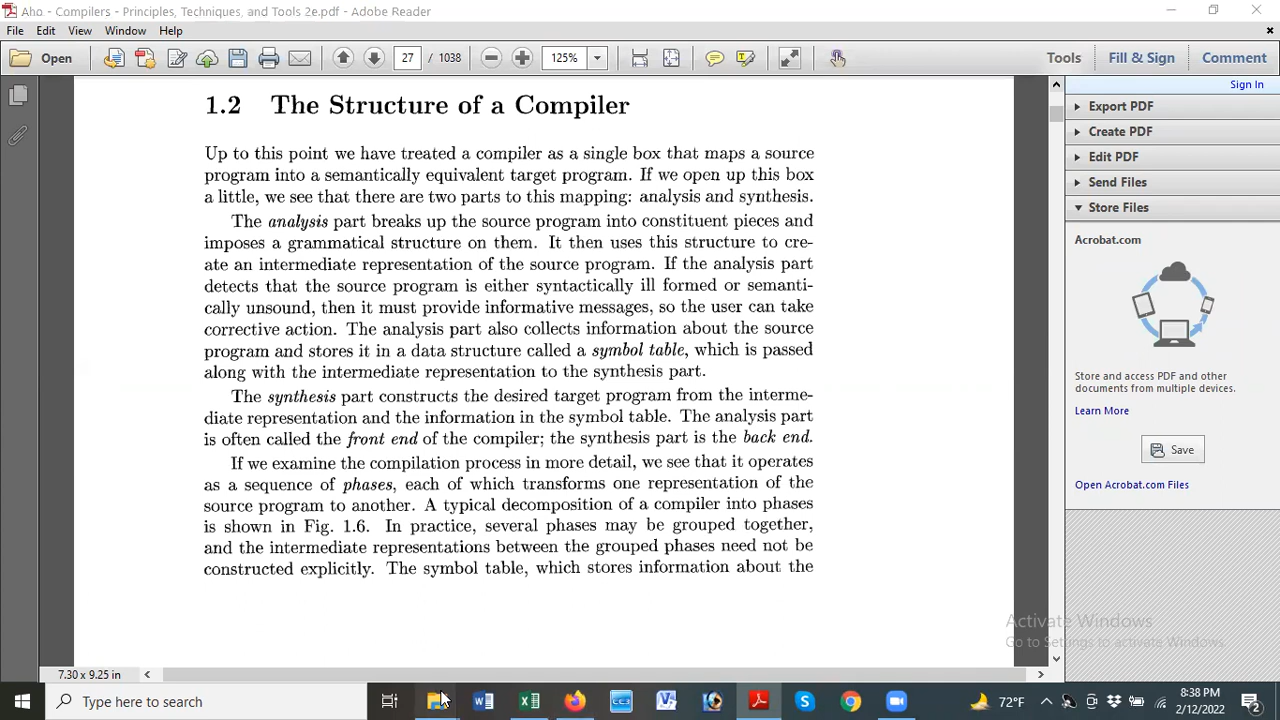 Aho. - Compilers - Principles, Techniques, and Tools 2e.pdf - Adobe Reader
File Edit View Window Help
Open 27 / 1038 125% Tools Fill & Sign Comment
Sign In
Export PDF
Create PDF
Edit PDF
Send Files
Store Files
Acrobat.com
Store and access PDF and other
documents from multiple devices.
Learn More
Save
Open Acrobat.com Files
1.2 The Structure of a Compiler
Up to this point we have treated a compiler as a single box that maps a source
program into a semantically equivalent target program. If we open up this box
a little, we see that there are two parts to this mapping: analysis and synthesis.
The analysis part breaks up the source program into constituent pieces and
imposes a grammatical structure on them. It then uses this structure to cre-
ate an intermediate representation of the source program. If the analysis part
detects that the source program is either syntactically ill formed or semanti-
cally unsound, then it must provide informative messages, so the user can take
corrective action. The analysis part also collects information about the source
program and stores it in a data structure called a symbol table, which is passed
along with the intermediate representation to the synthesis part.
The synthesis part constructs the desired target program from the interme-
diate representation and the information in the symbol table. The analysis part
is often called the front end of the compiler; the synthesis part is the back end.
If we examine the compilation process in more detail, we see that it operates
as a sequence of phases, each of which transforms one representation of the
source program to another. A typical decomposition of a compiler into phases
is shown in Fig. 1.6. In practice, several phases may be grouped together,
and the intermediate representations between the grouped phases need not be
constructed explicitly. The symbol table, which stores information about the
Activate Windows
Go to Settings to activate Windows.
7.30 x 9.25 in
Type here to search
72°F
8:38 PM
2/12/2022
2